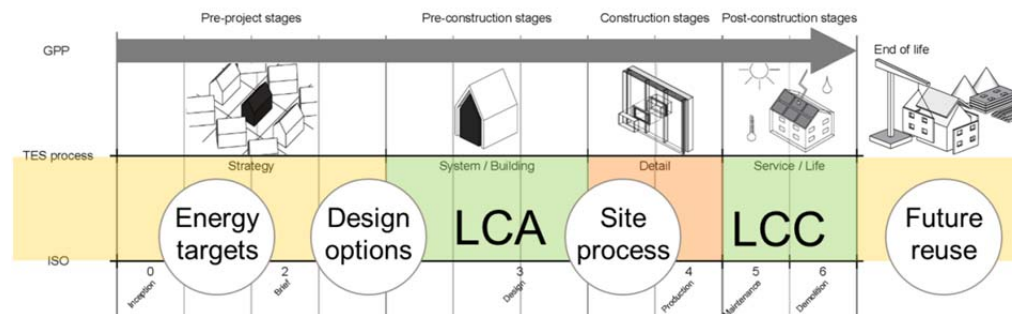 Pre-project stages
Pre-construction stages
Construction stages
Post-construction stages
GPP
End of life
TES process
Strategy
System / Building
Detail
Service / Life
Energy
targets
Design
options
LCA
Site
process
LCC
Future
reuse
ISO
0
2
3
4
5
6
Inception
Brief
Design
Production
Maintenance
Demolition